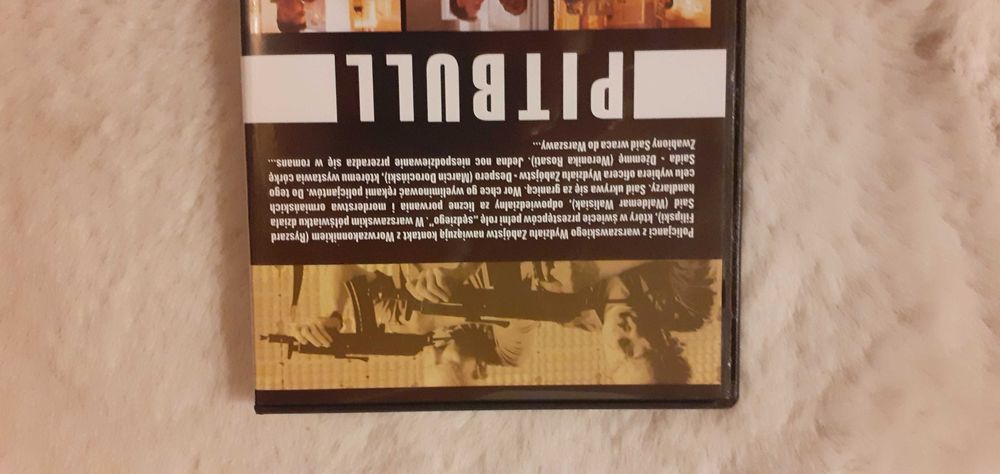 Policjanci z warszawskiego Wydziału Zabójstw nawiązują kontakt z Worwzakonnikiem (Ryszard
Filipski), który w świecie przestępców pełni rolę „sędziego”. W warszawskim półświatku działa
Said (Waldemar Walisiak), odpowiedzialny za liczne porwania i morderstwa ormiańskich
handlarzy. Said ukrywa się za granicą. Wor chce go wyeliminować rękami policjantów. Do tego
celu wybiera oficera Wydziału Zabójstw - Despero (Marcin Dorociński), któremu wystawia córkę
Saida - Dżemmę (Weronika Rosati). Jedna noc niespodziewanie przeradza się w romans...
Zwabiony Said wraca do Warszawy...
PITBULL